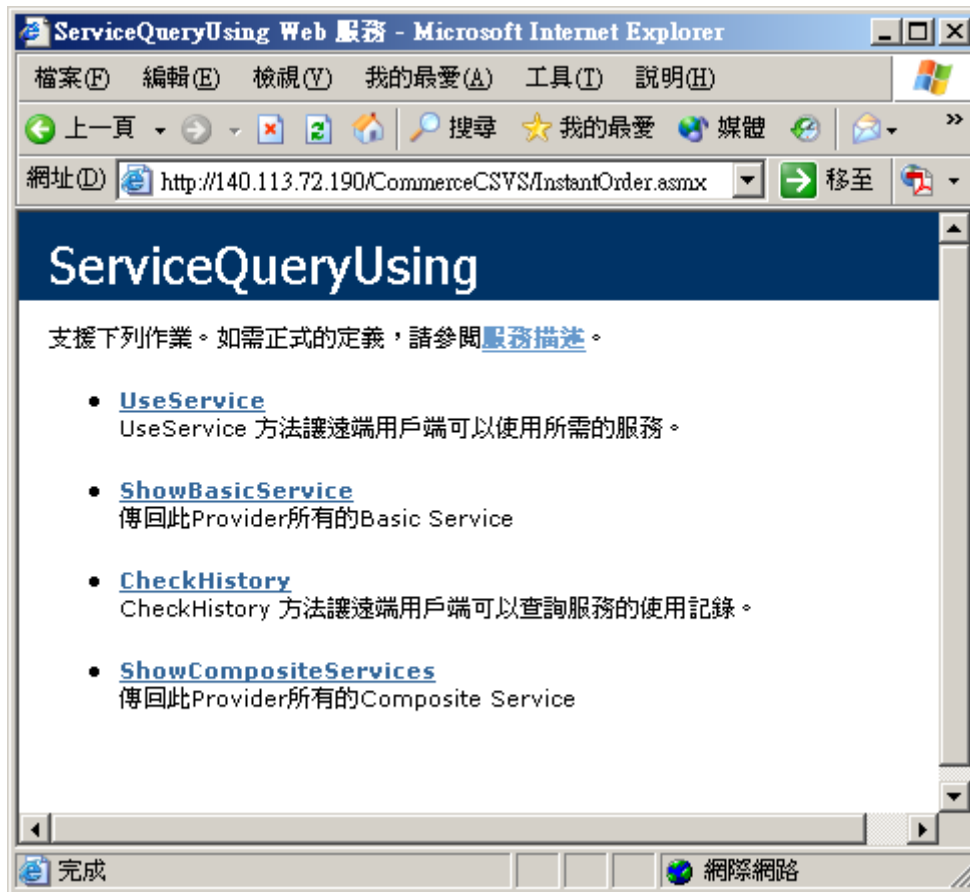 ServiceQueryUsing Web 服務 - Microsoft Internet Explorer
檔案(F) 編輯(E) 檢視(V) 我的最愛(A) 工具(T) 說明(H)
上一頁 搜尋 我的最愛 媒體 »
網址(D) http://140.113.72.190/CommerceCSVS/InstantOrder.asmx 移至
ServiceQueryUsing
支援下列作業。如需正式的定義，請參閱服務描述。
• UseService
UseService 方法讓遠端用戶端可以使用所需的服務。
• ShowBasicService
傳回此Provider所有的Basic Service
• CheckHistory
CheckHistory 方法讓遠端用戶端可以查詢服務的使用記錄。
• ShowCompositeServices
傳回此Provider所有的Composite Service
完成 網際網路